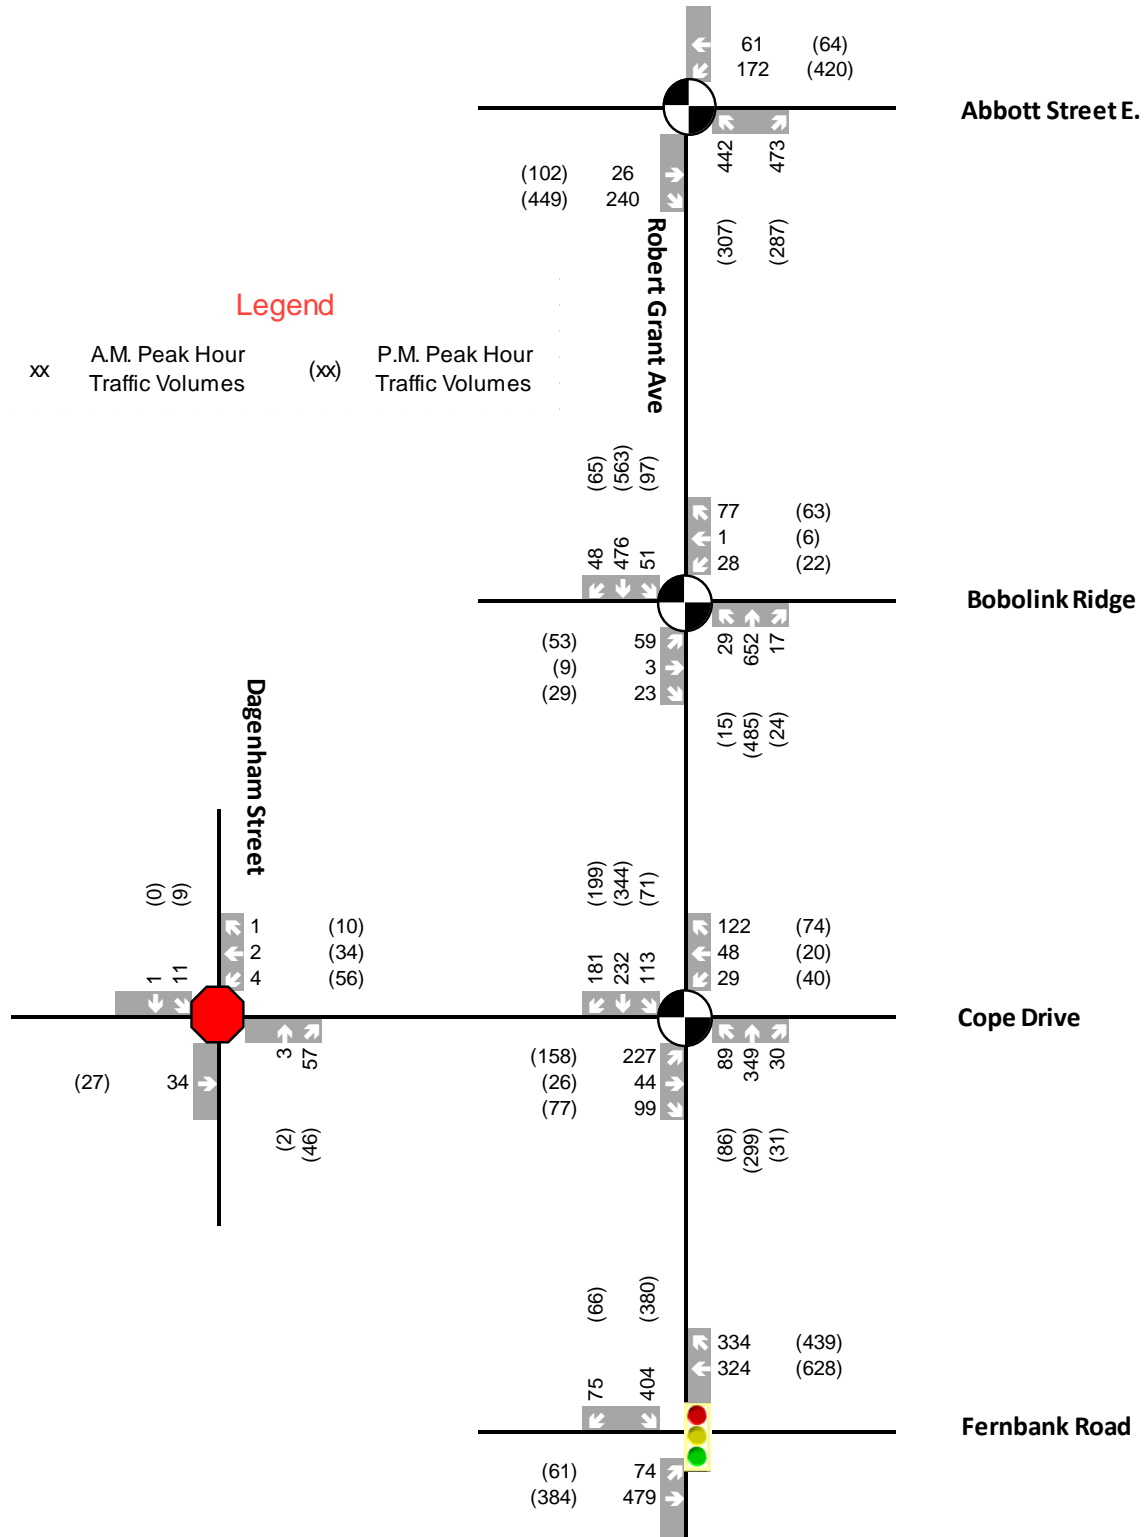 61 (64)
172 (420)
Abbott Street E.
442 473
(102) 26
(449) 240
(307) (287)
Robert Grant Ave
Legend
xx A.M. Peak Hour Traffic Volumes (xx) P.M. Peak Hour Traffic Volumes
(65) (563) (97)
48 476 51
77 (63)
1 (6)
28 (22)
Bobolink Ridge
(53) 59
(9) 3
(29) 23
29 652 17
(15) (485) (24)
Dagenham Street
(0) (9)
1 11
1 (10)
2 (34)
4 (56)
(199) (344) (71)
181 232 113
122 (74)
48 (20)
29 (40)
Cope Drive
3 57
(27) 34
(2) (46)
(158) 227
(26) 44
(77) 99
89 349 30
(86) (299) (31)
(66) (380)
75 404
334 (439)
324 (628)
Fernbank Road
(61) 74
(384) 479